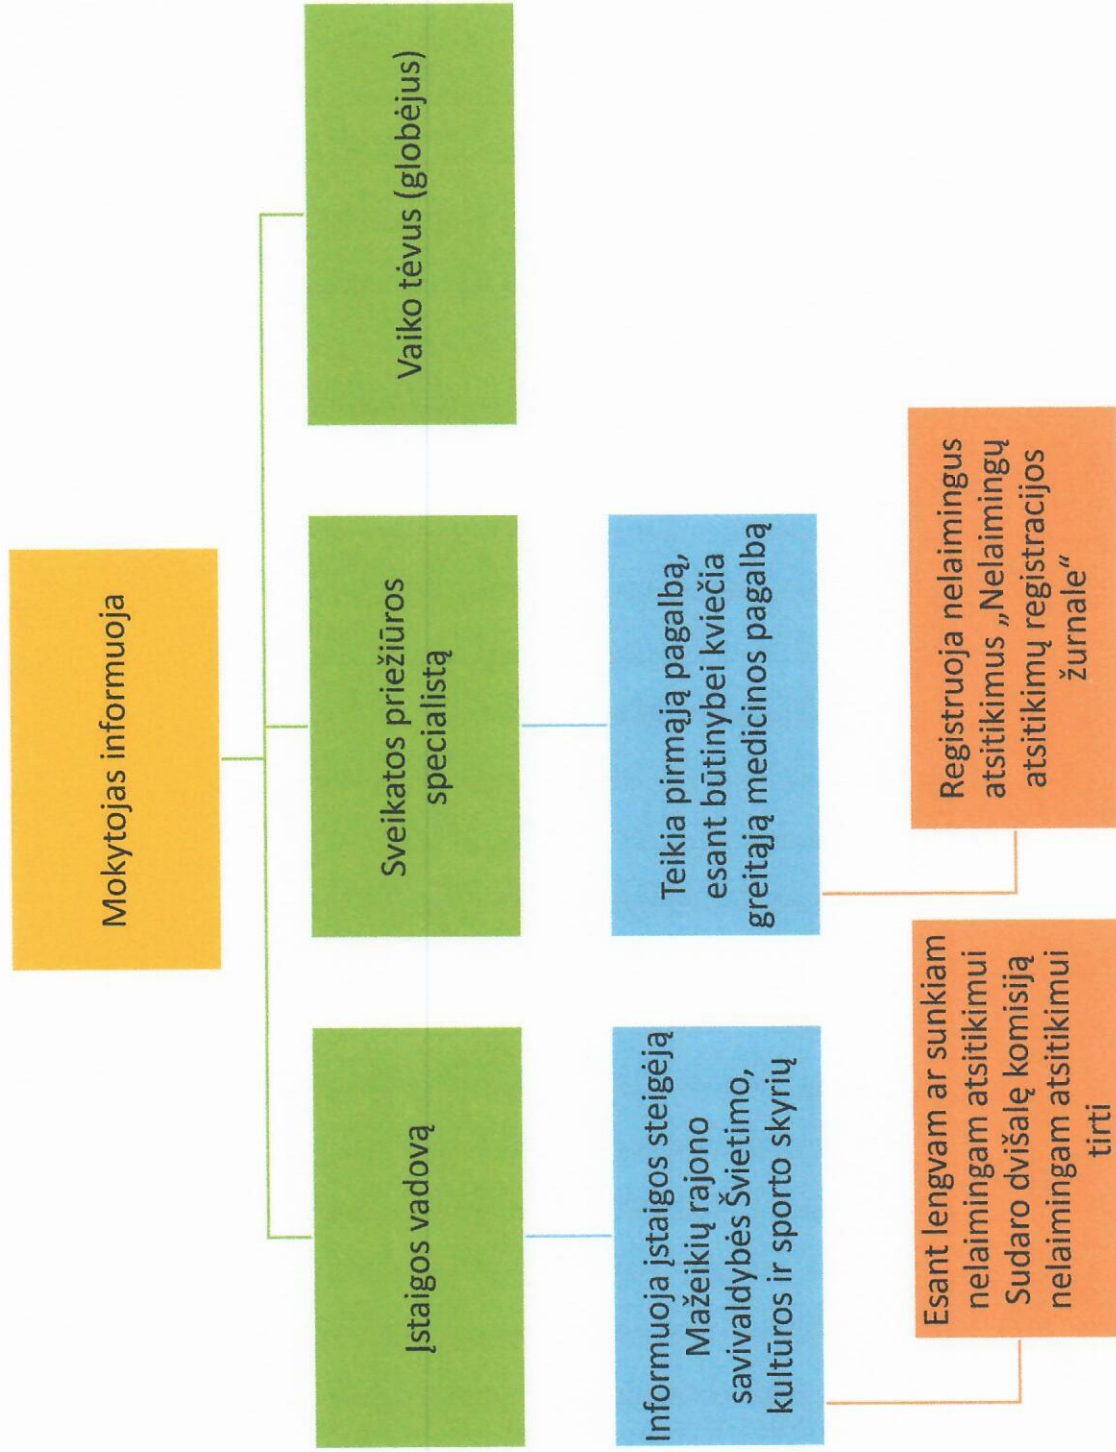 Mokytojas informuoja
Įstaigos vadovą
Sveikatos priežiūros
specialistą
Vaiko tėvus (globėjus)
Informuoja įstaigos steigėją
Mažeikių rajono
savivaldybės Švietimo,
kultūros ir sporto skyrių
Teikia pirmąją pagalbą,
esant būtinybei kviečia
greitąją medicinos pagalbą
Esant lengvam ar sunkiam
nelaimingam atsitikimui
Sudaro dvišalę komisiją
nelaimingam atsitikimui
tirti
Registruoja nelaimingus
atsitikimus „Nelaimingų
atsitikimų registracijos
žurnale“